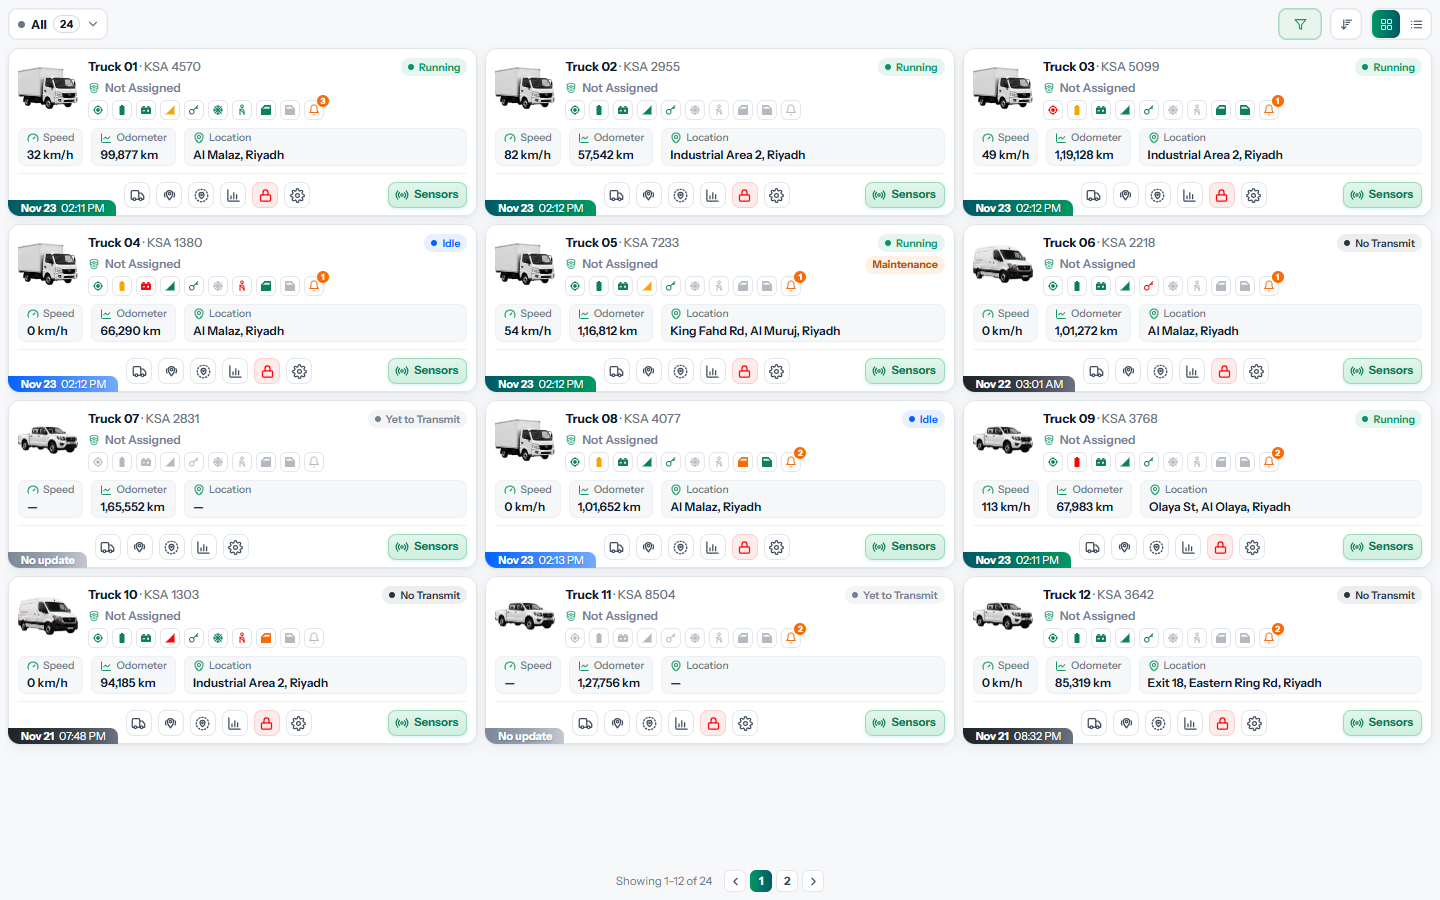 All 24
Truck 01 · KSA 4570 Running
Not Assigned
3
Speed Odometer Location
32 km/h 99,877 km Al Malaz, Riyadh
Nov 23 02:11 PM Sensors
Truck 02 · KSA 2955 Running
Not Assigned
Speed Odometer Location
82 km/h 57,542 km Industrial Area 2, Riyadh
Nov 23 02:12 PM Sensors
Truck 03 · KSA 5099 Running
Not Assigned
1
Speed Odometer Location
49 km/h 1,19,128 km Industrial Area 2, Riyadh
Nov 23 02:12 PM Sensors
Truck 04 · KSA 1380 Idle
Not Assigned
1
Speed Odometer Location
0 km/h 66,290 km Al Malaz, Riyadh
Nov 23 02:12 PM Sensors
Truck 05 · KSA 7233 Running
Not Assigned Maintenance
1
Speed Odometer Location
54 km/h 1,16,812 km King Fahd Rd, Al Muruj, Riyadh
Nov 23 02:12 PM Sensors
Truck 06 · KSA 2218 No Transmit
Not Assigned
1
Speed Odometer Location
0 km/h 1,01,272 km Al Malaz, Riyadh
Nov 22 03:01 AM Sensors
Truck 07 · KSA 2831 Yet to Transmit
Not Assigned
Speed Odometer Location
— 1,65,552 km —
No update Sensors
Truck 08 · KSA 4077 Idle
Not Assigned
2
Speed Odometer Location
0 km/h 1,01,652 km Al Malaz, Riyadh
Nov 23 02:13 PM Sensors
Truck 09 · KSA 3768 Running
Not Assigned
2
Speed Odometer Location
113 km/h 67,983 km Olaya St, Al Olaya, Riyadh
Nov 23 02:11 PM Sensors
Truck 10 · KSA 1303 No Transmit
Not Assigned
Speed Odometer Location
0 km/h 94,185 km Industrial Area 2, Riyadh
Nov 21 07:48 PM Sensors
Truck 11 · KSA 8504 Yet to Transmit
Not Assigned
2
Speed Odometer Location
— 1,27,756 km —
No update Sensors
Truck 12 · KSA 3642 No Transmit
Not Assigned
2
Speed Odometer Location
0 km/h 85,319 km Exit 18, Eastern Ring Rd, Riyadh
Nov 21 08:32 PM Sensors
Showing 1–12 of 24 1 2